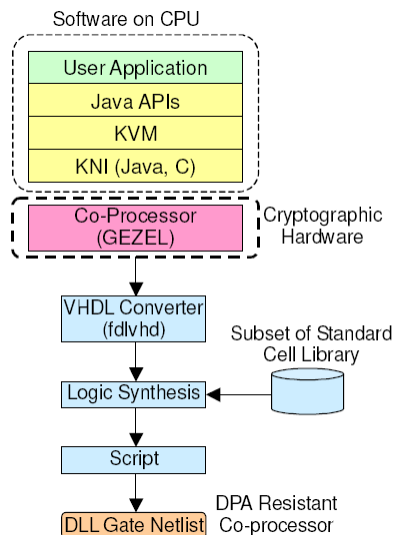 Software on CPU
User Application
Java APIs
KVM
KNI (Java, C)
Co-Processor
(GEZEL)
Cryptographic
Hardware
VHDL Converter
(fdlvhd)
Subset of Standard
Cell Library
Logic Synthesis
Script
DLL Gate Netlist
DPA Resistant
Co-processor